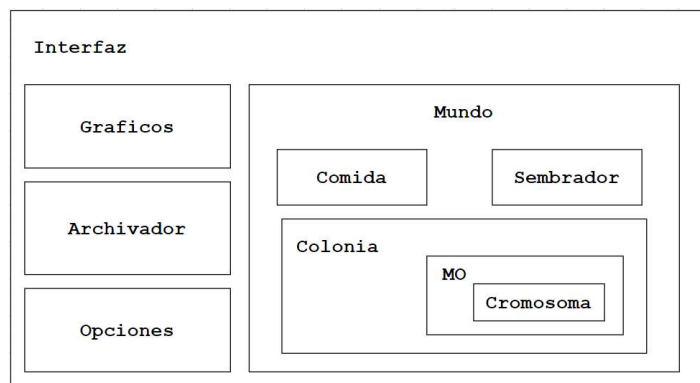 Interfaz
Graficos
Archivador
Opciones
Mundo
Comida
Sembrador
Colonia
MO
Cromosoma